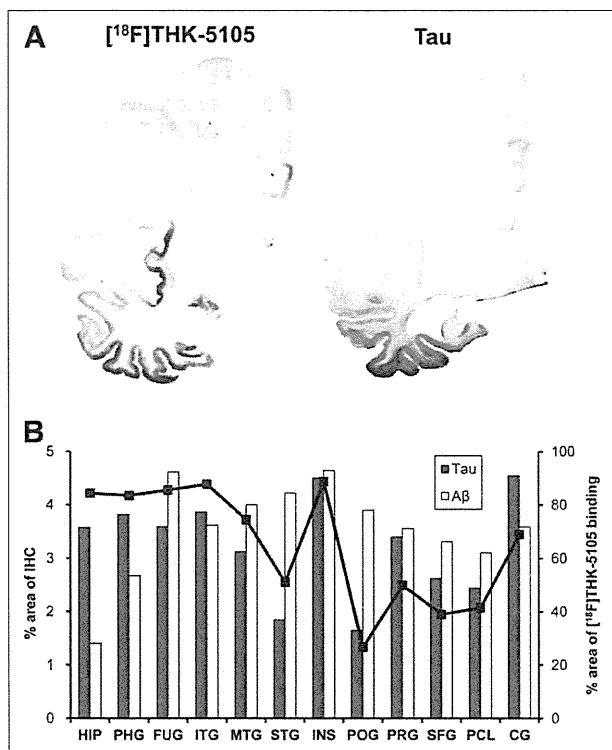 A
[¹⁸F]THK-5105
Tau
B
% area of IHC
5
4
3
2
1
0
Tau
Aβ
100
80
60
40
20
0
% area of [¹⁸F]THK-5105 binding
HIP PHG FUG ITG MTG STG INS POG PRG SFG PCL CG